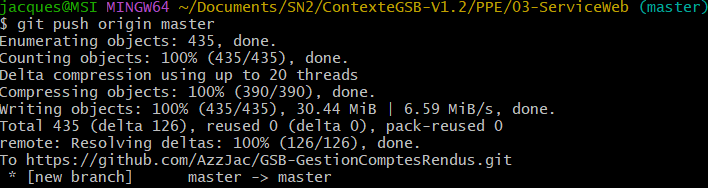 jacques@MSI MINGW64 ~/Documents/SN2/ContexteGSB-V1.2/PPE/03-ServiceWeb (master)
$ git push origin master
Enumerating objects: 435, done.
Counting objects: 100% (435/435), done.
Delta compression using up to 20 threads
Compressing objects: 100% (390/390), done.
Writing objects: 100% (435/435), 30.44 MiB | 6.59 MiB/s, done.
Total 435 (delta 126), reused 0 (delta 0), pack-reused 0
remote: Resolving deltas: 100% (126/126), done.
To https://github.com/AzzJac/GSB-GestionComptesRendus.git
 * [new branch]      master -> master